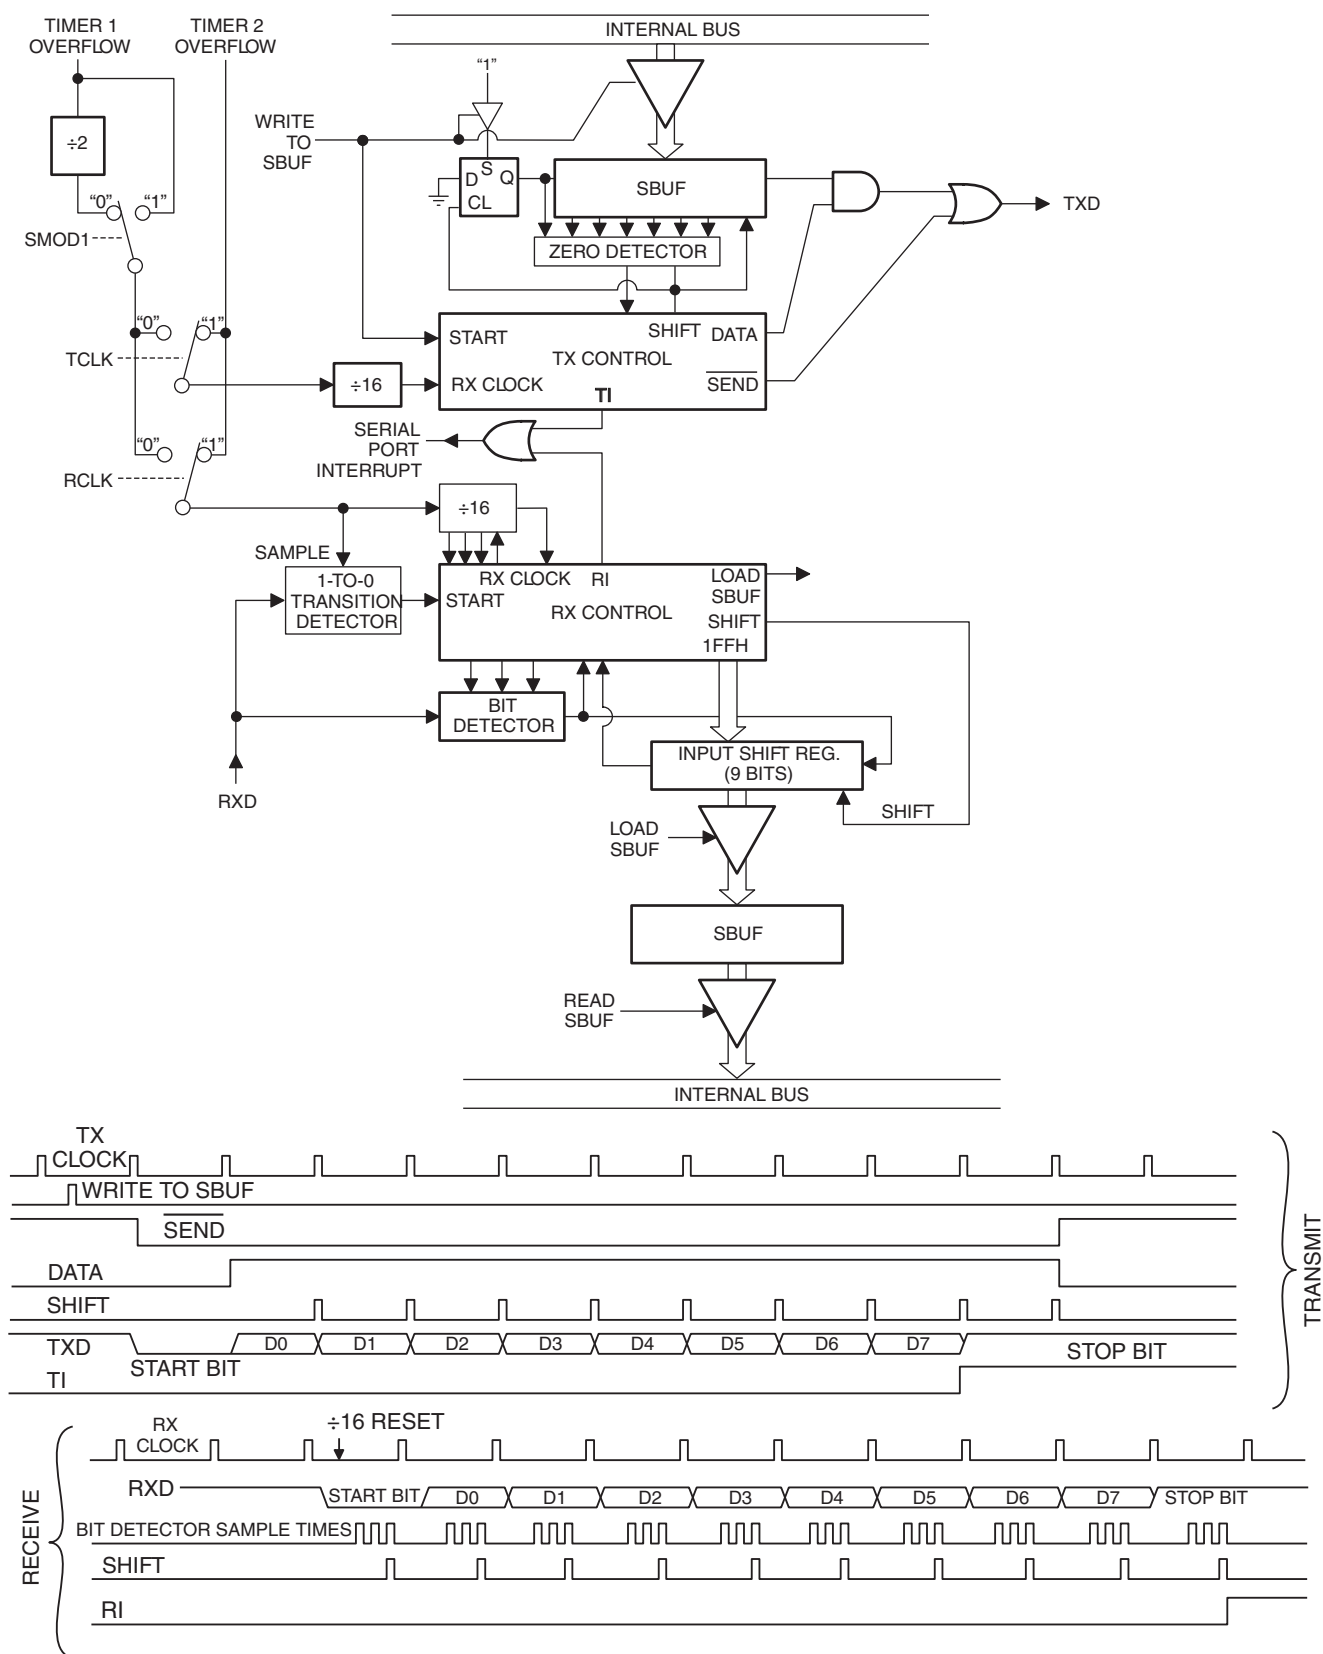 TIMER 1
OVERFLOW
TIMER 2
OVERFLOW
INTERNAL BUS
“1”
WRITE
TO
SBUF
÷2
“0”
“1”
SMOD1
D
S
Q
CL
SBUF
ZERO DETECTOR
TXD
“0”
“1”
TCLK
÷16
START
SHIFT
DATA
TX CONTROL
RX CLOCK
TI
SEND
SERIAL
PORT
INTERRUPT
“0”
“1”
RCLK
÷16
SAMPLE
1-TO-0
TRANSITION
DETECTOR
RX CLOCK
RI
START
RX CONTROL
LOAD
SBUF
SHIFT
1FFH
BIT
DETECTOR
RXD
INPUT SHIFT REG.
(9 BITS)
SHIFT
LOAD
SBUF
SBUF
READ
SBUF
INTERNAL BUS
TX
CLOCK
WRITE TO SBUF
SEND
DATA
SHIFT
TXD
START BIT
D0
D1
D2
D3
D4
D5
D6
D7
STOP BIT
TI
TRANSMIT
RX
CLOCK
÷16 RESET
RXD
START BIT
D0
D1
D2
D3
D4
D5
D6
D7
STOP BIT
BIT DETECTOR SAMPLE TIMES
SHIFT
RI
RECEIVE